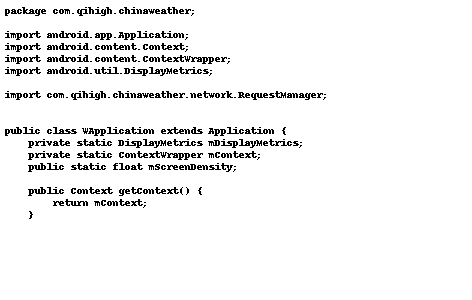 package com.qihigh.chinaweather;

import android.app.Application;
import android.content.Context;
import android.content.ContextWrapper;
import android.util.DisplayMetrics;

import com.qihigh.chinaweather.network.RequestManager;


public class WApplication extends Application {
    private static DisplayMetrics mDisplayMetrics;
    private static ContextWrapper mContext;
    public static float mScreenDensity;

    public Context getContext() {
        return mContext;
    }